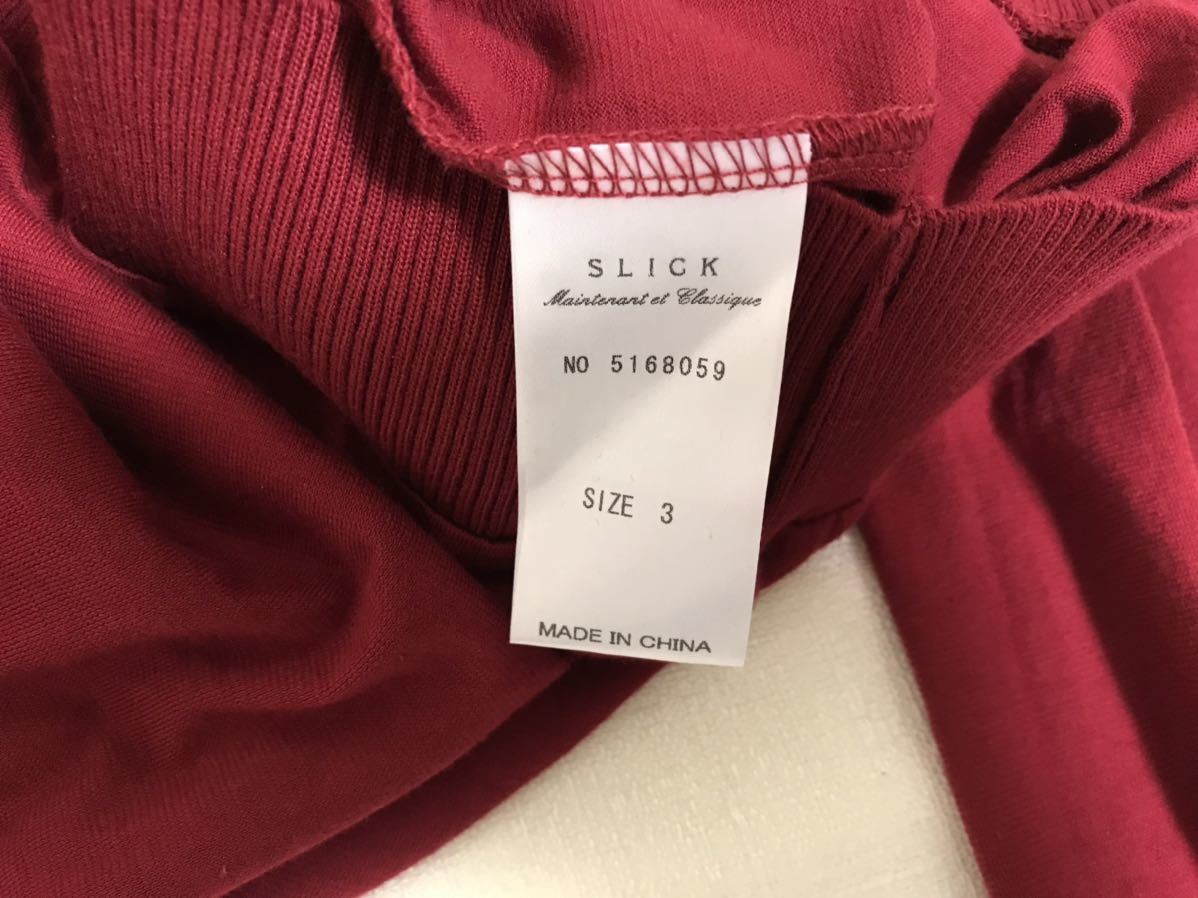 SLICK
Maintenant et Classique
NO 5168059
SIZE 3
MADE IN CHINA